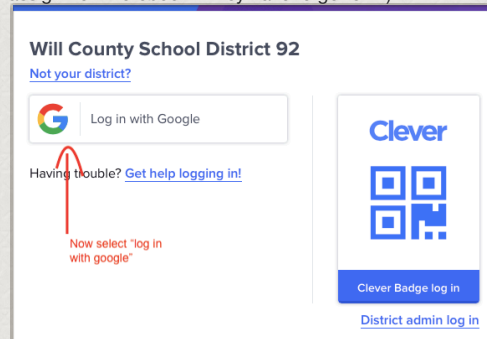 Will County School District 92
Not your district?
Log in with Google
Having trouble? Get help logging in!
Now select "log in
with google"
Clever
Clever Badge log in
District admin log in